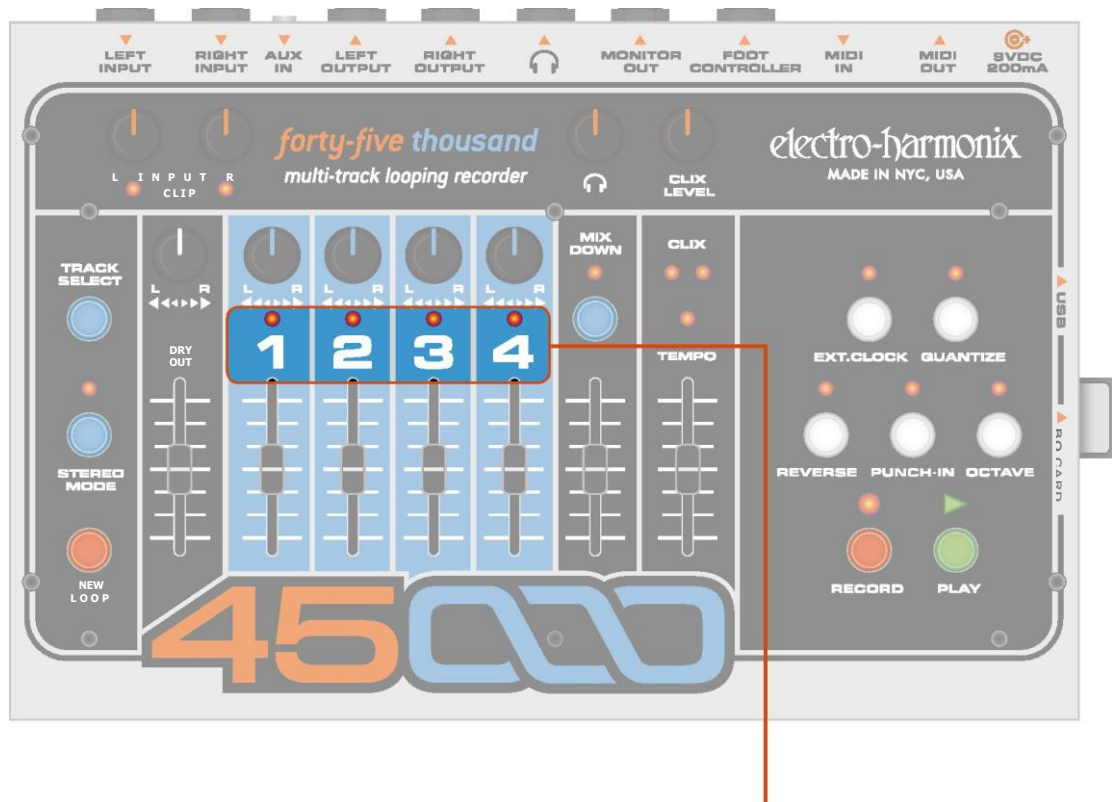 LEFT INPUT
RIGHT INPUT
AUX IN
LEFT OUTPUT
RIGHT OUTPUT
MONITOR OUT
FOOT CONTROLLER
MIDI IN
MIDI OUT
9VDC 200mA
forty-five thousand
multi-track looping recorder
electro-harmonix
MADE IN NYC, USA
L INPUT R
CLIP
CLIX
LEVEL
TRACK
SELECT
L R
L R
L R
L R
L R
MIX
DOWN
CLIX
1 2 3 4
DRY
OUT
TEMPO
EXT.CLOCK QUANTIZE
USB
STEREO
MODE
REVERSE PUNCH-IN OCTAVE
NEW
LOOP
RECORD PLAY
45000